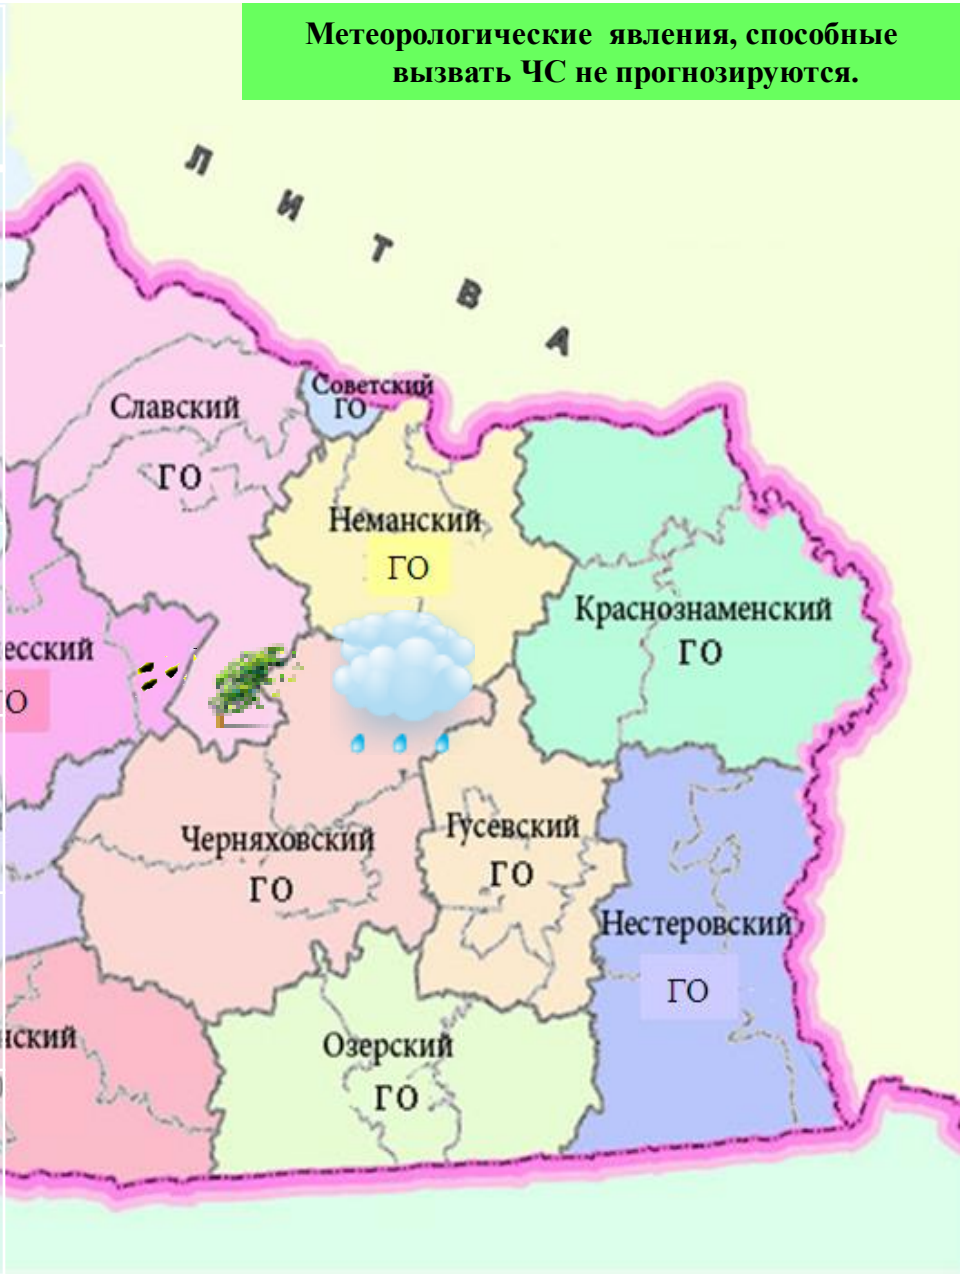 Метеорологические явления, способные
вызвать ЧС не прогнозируются.
ЛИТВА
Советский
ГО
Славский
ГО
Неманский
ГО
Краснознаменский
ГО
есский
О
Черняховский
ГО
Гусевский
ГО
Нестеровский
ГО
нский
Озерский
ГО